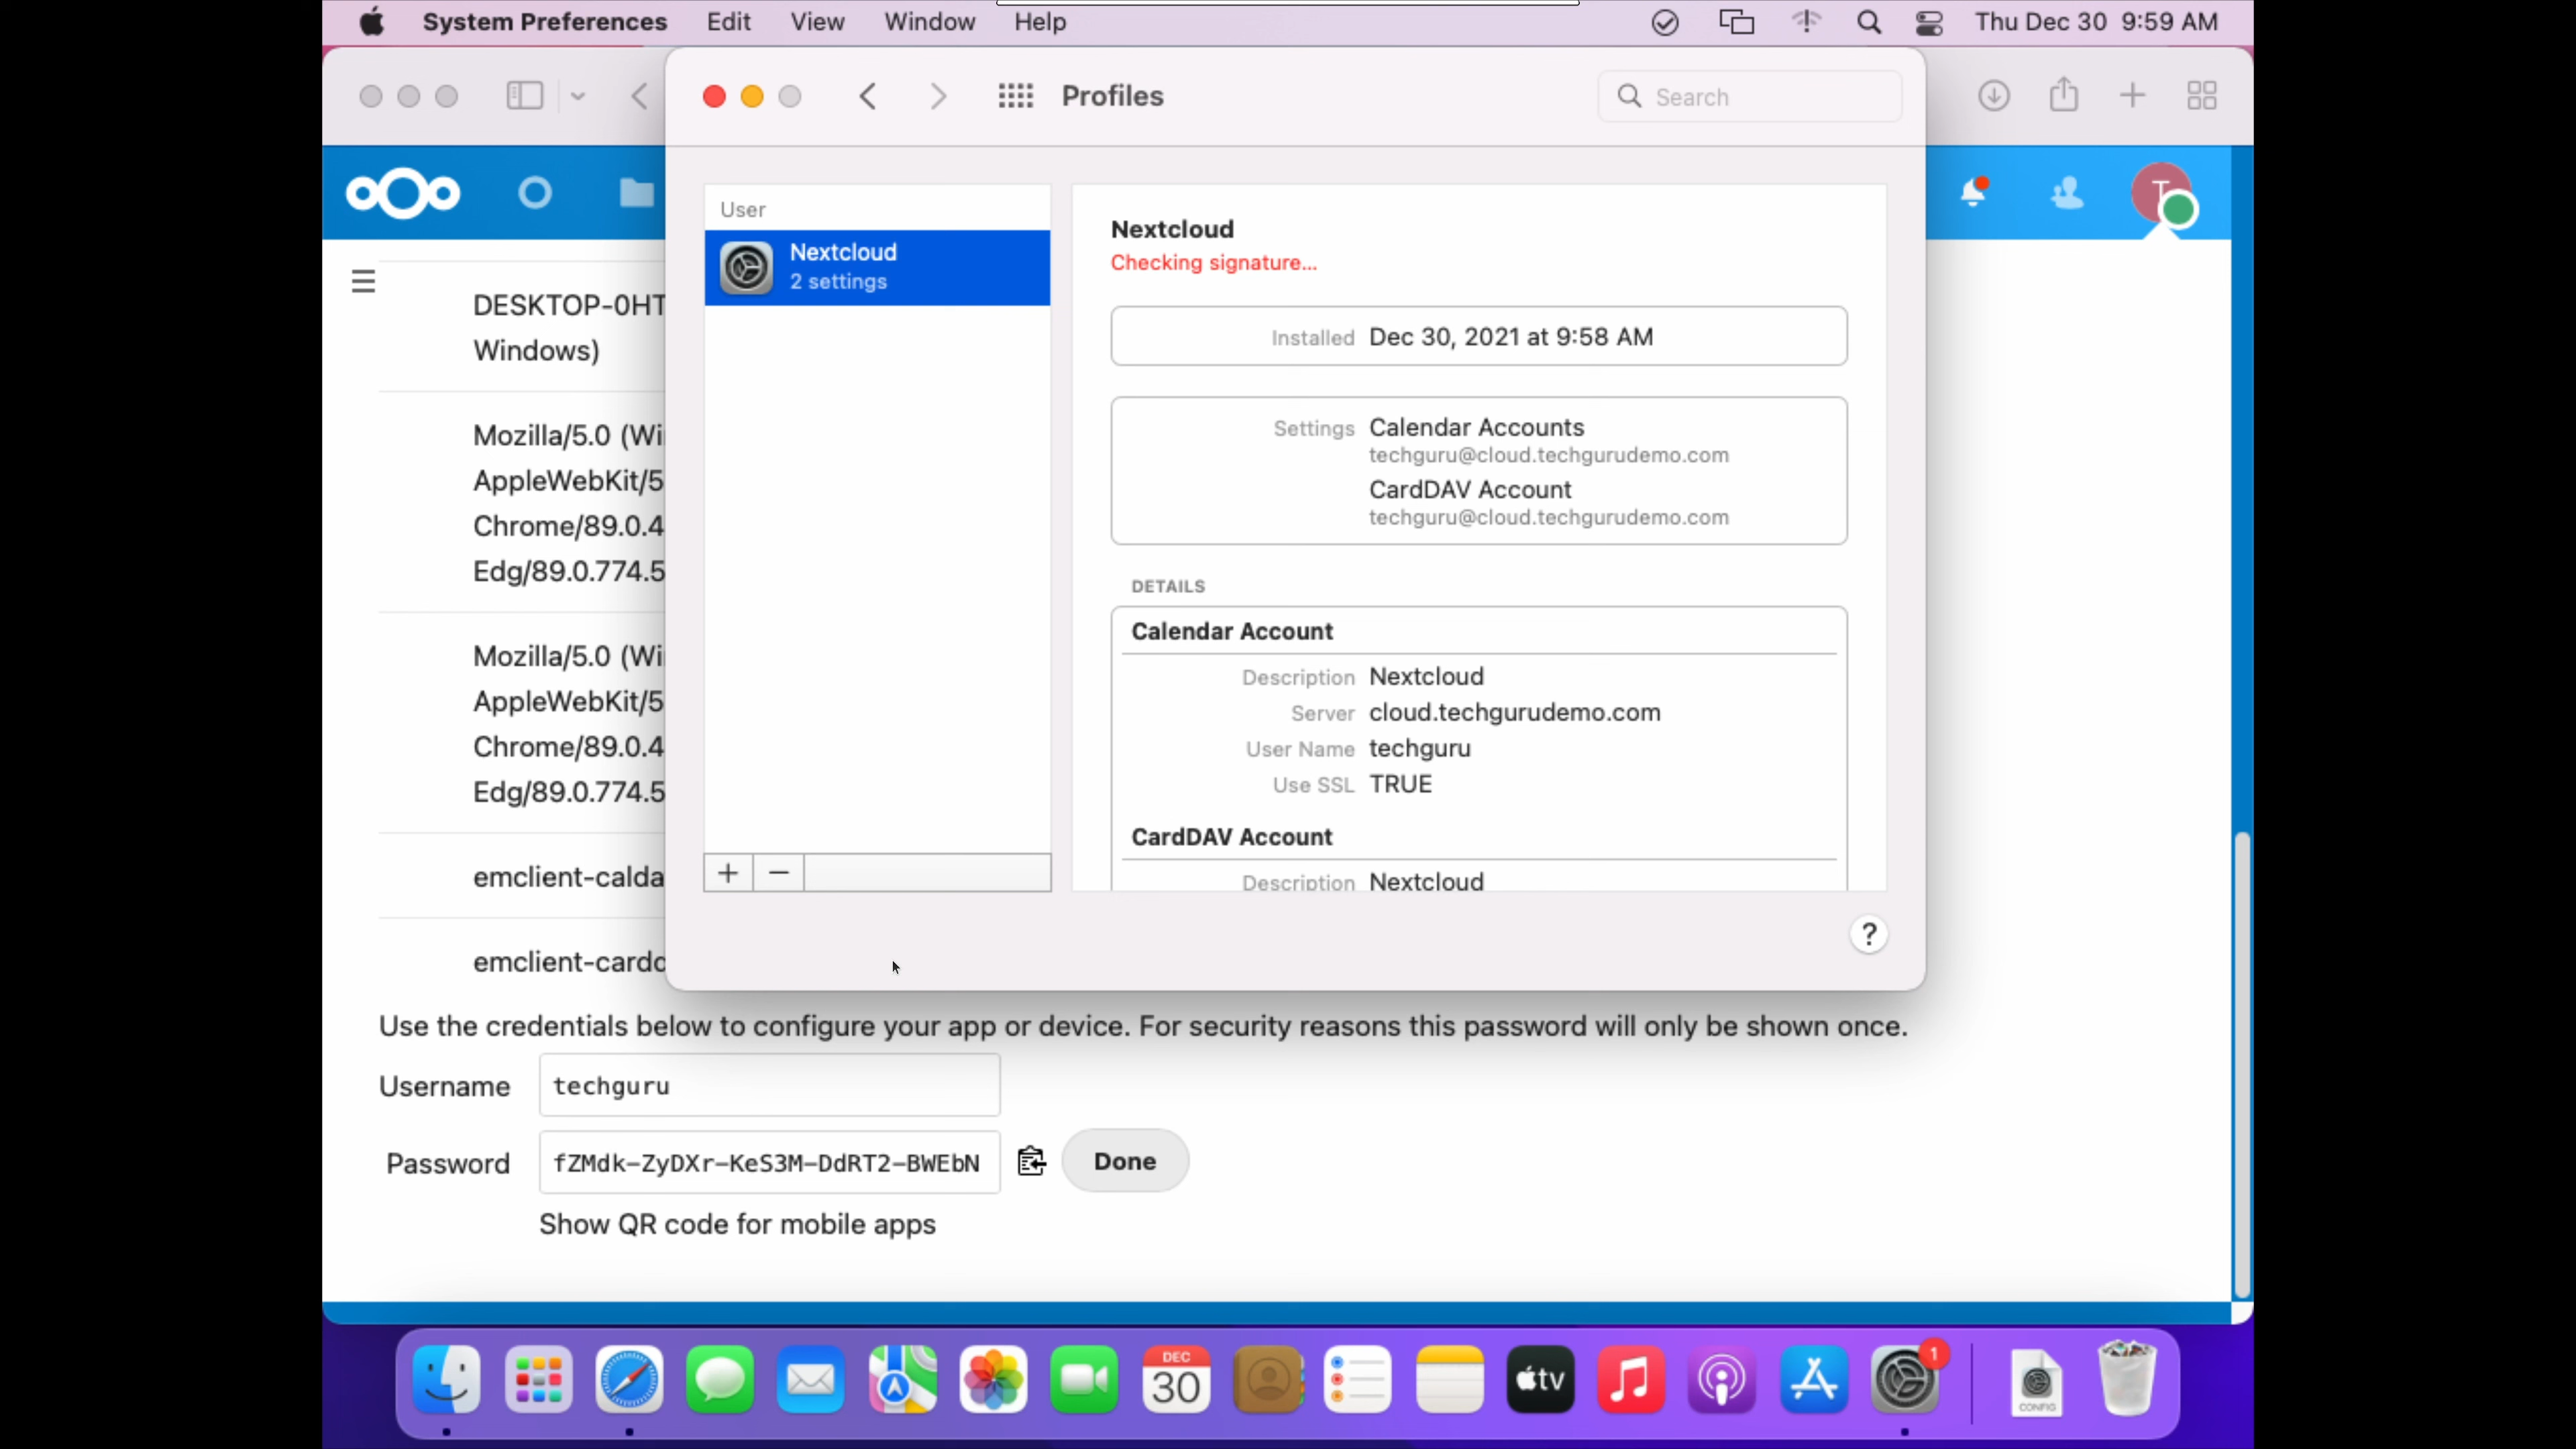 System Preferences Edit View Window Help Thu Dec 30 9:59 AM
Profiles
Search
User
Nextcloud
2 settings
Nextcloud
Checking signature...
Installed Dec 30, 2021 at 9:58 AM
Settings Calendar Accounts
techguru@cloud.techgurudemo.com
CardDAV Account
techguru@cloud.techgurudemo.com
DETAILS
Calendar Account
Description Nextcloud
Server cloud.techgurudemo.com
User Name techguru
Use SSL TRUE
CardDAV Account
Description Nextcloud
+ −
?
T
DESKTOP-0HT
Windows)
Mozilla/5.0 (Wi
AppleWebKit/5
Chrome/89.0.4
Edg/89.0.774.5
Mozilla/5.0 (Wi
AppleWebKit/5
Chrome/89.0.4
Edg/89.0.774.5
emclient-calda
emclient-cardd
Use the credentials below to configure your app or device. For security reasons this password will only be shown once.
Username techguru
Password fZMdk-ZyDXr-KeS3M-DdRT2-BWEbN Done
Show QR code for mobile apps
DEC
30
tv
1
CONFIG